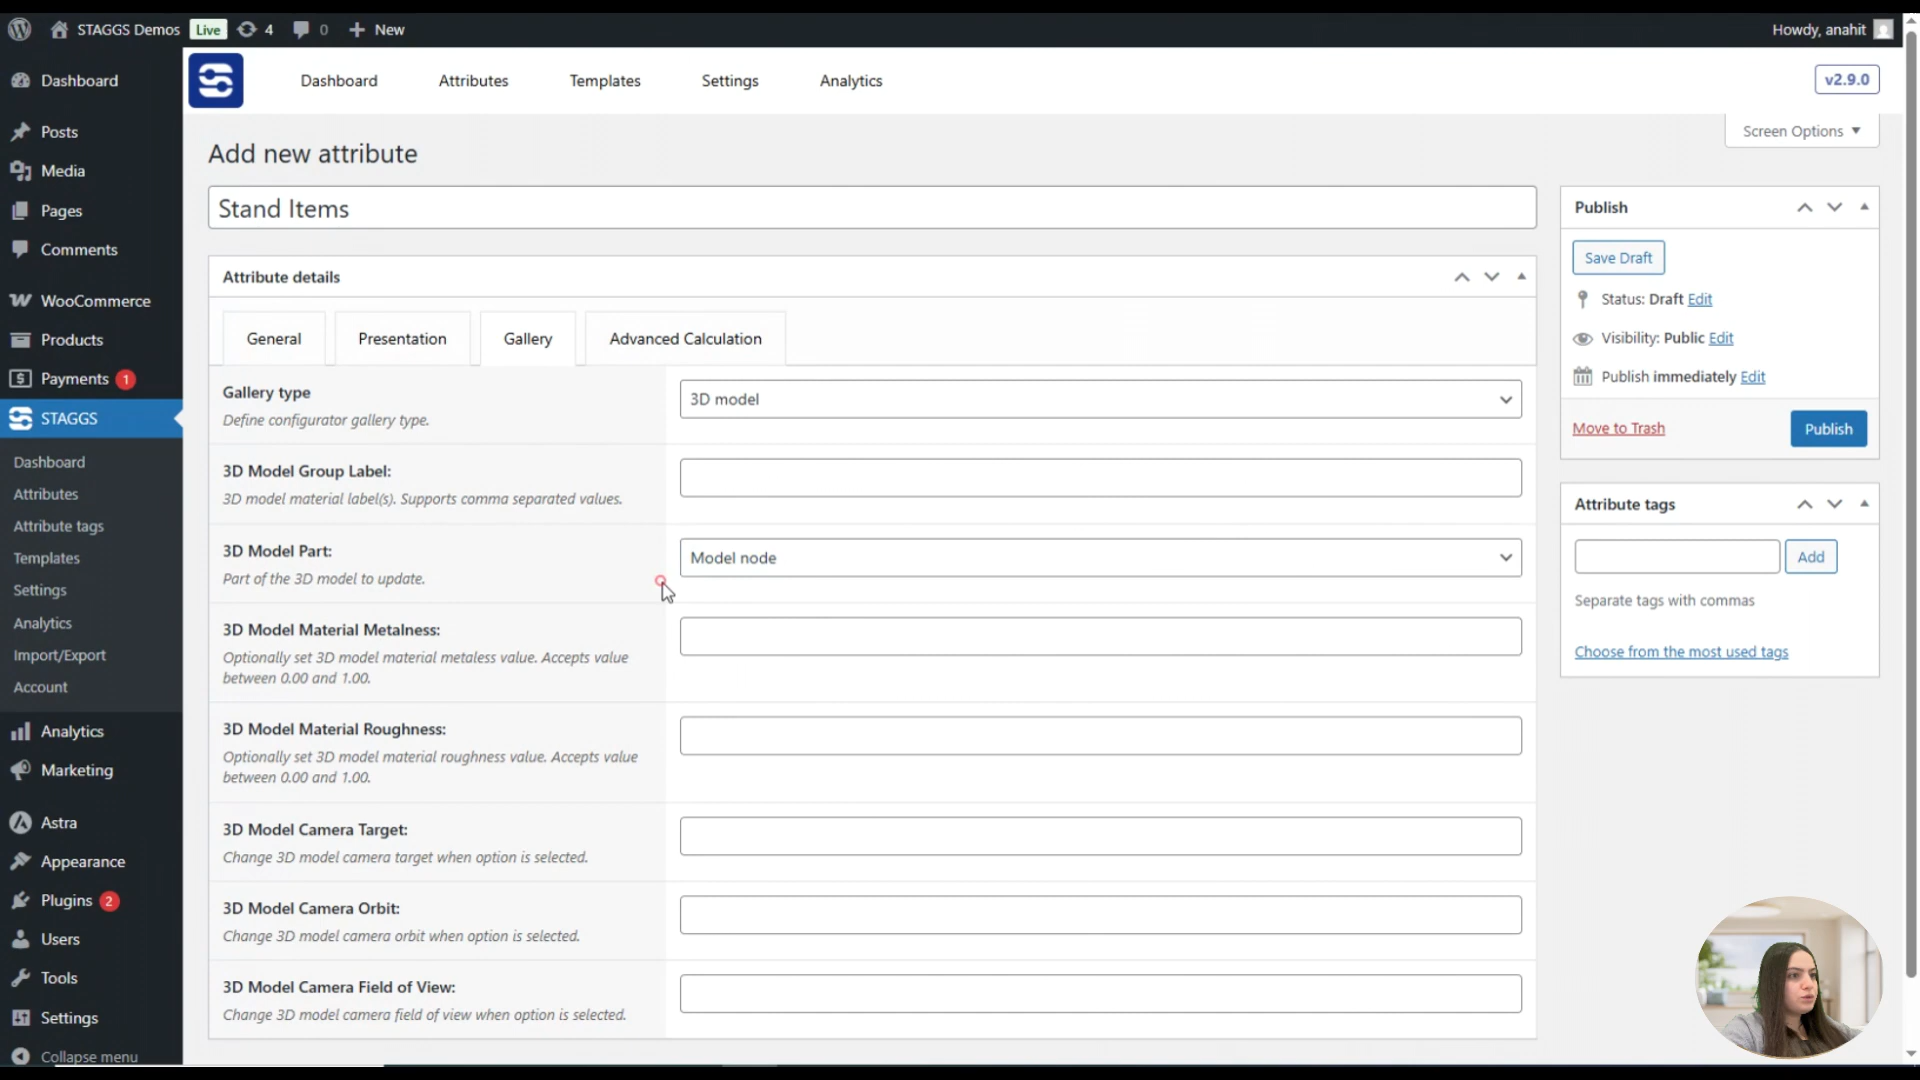 STAGGS Demos Live 4 0 New
Howdy, anahit
Dashboard
Posts
Media
Pages
Comments
WooCommerce
Products
Payments 1
STAGGS
Dashboard
Attributes
Attribute tags
Templates
Settings
Analytics
Import/Export
Account
Analytics
Marketing
Astra
Appearance
Plugins 2
Users
Tools
Settings
Collapse menu
Dashboard Attributes Templates Settings Analytics
v2.9.0
Screen Options
Add new attribute
Stand Items
Attribute details
General Presentation Gallery Advanced Calculation
Gallery type
Define configurator gallery type.
3D model
3D Model Group Label:
3D model material label(s). Supports comma separated values.
3D Model Part:
Part of the 3D model to update.
Model node
3D Model Material Metalness:
Optionally set 3D model material metaless value. Accepts value
between 0.00 and 1.00.
3D Model Material Roughness:
Optionally set 3D model material roughness value. Accepts value
between 0.00 and 1.00.
3D Model Camera Target:
Change 3D model camera target when option is selected.
3D Model Camera Orbit:
Change 3D model camera orbit when option is selected.
3D Model Camera Field of View:
Change 3D model camera field of view when option is selected.
Publish
Save Draft
Status: Draft Edit
Visibility: Public Edit
Publish immediately Edit
Move to Trash
Publish
Attribute tags
Add
Separate tags with commas
Choose from the most used tags